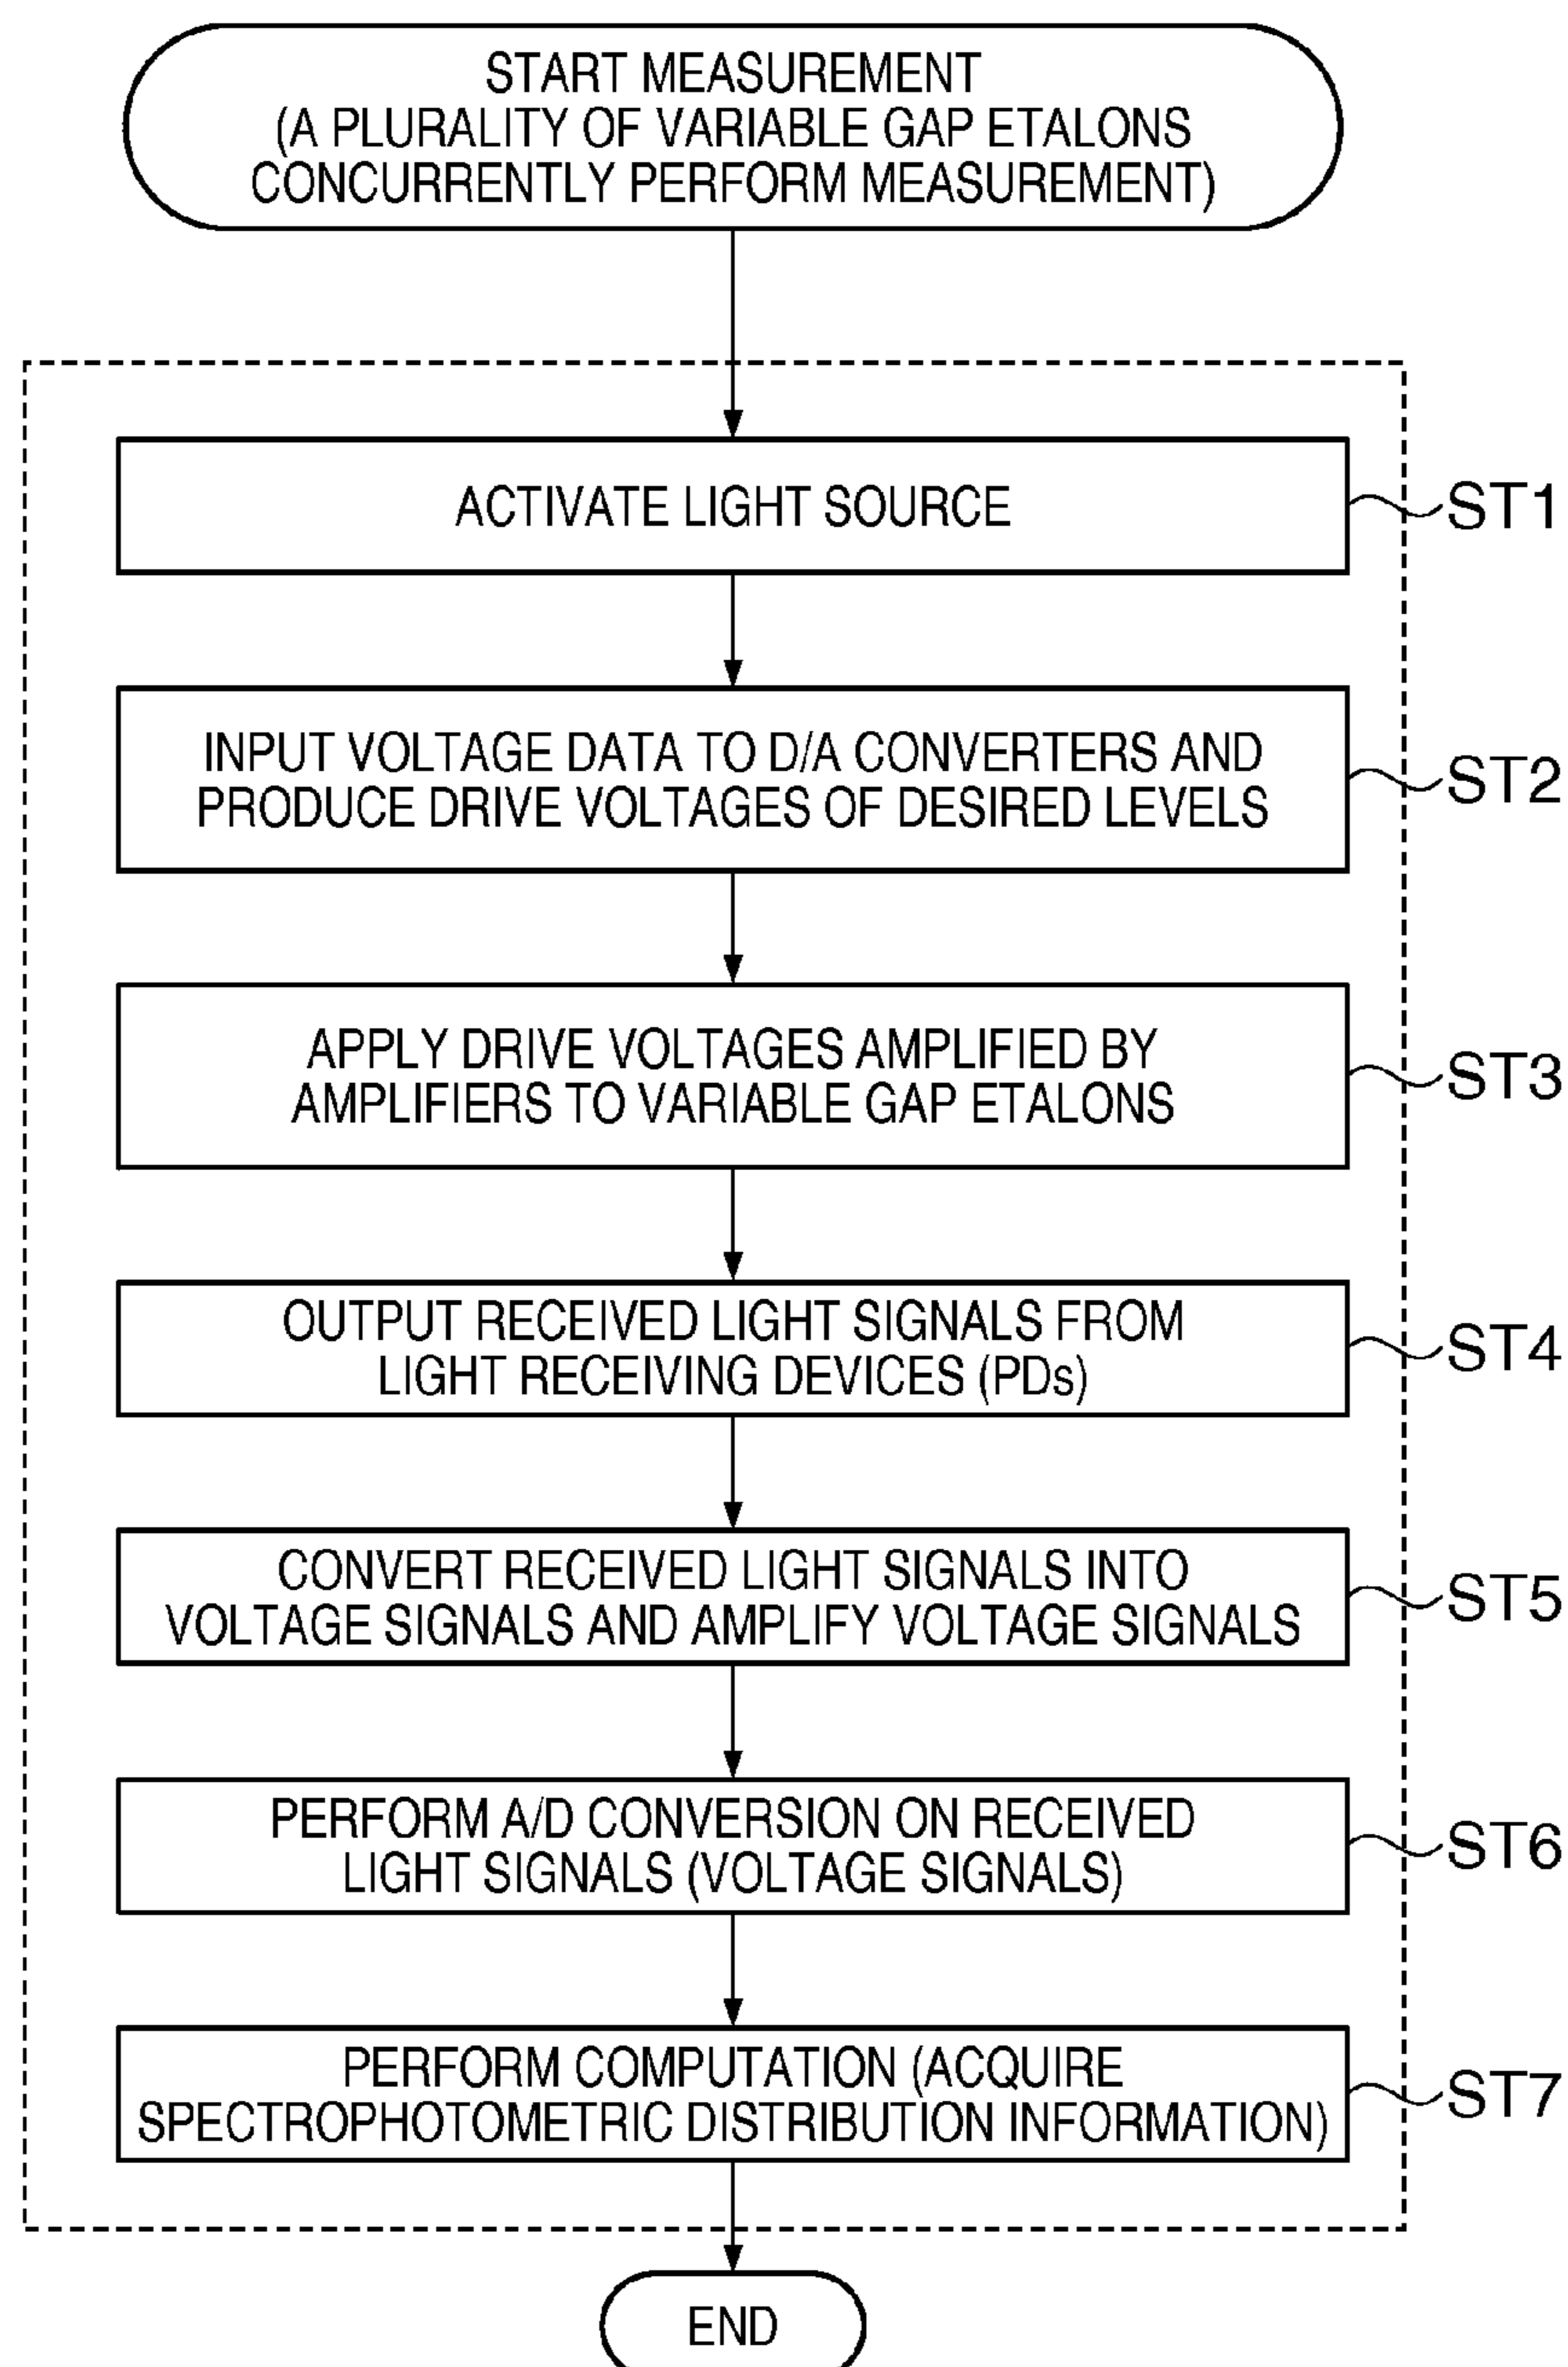 START MEASUREMENT
(A PLURALITY OF VARIABLE GAP ETALONS
CONCURRENTLY PERFORM MEASUREMENT)
ACTIVATE LIGHT SOURCE
ST1
INPUT VOLTAGE DATA TO D/A CONVERTERS AND
PRODUCE DRIVE VOLTAGES OF DESIRED LEVELS
ST2
APPLY DRIVE VOLTAGES AMPLIFIED BY
AMPLIFIERS TO VARIABLE GAP ETALONS
ST3
OUTPUT RECEIVED LIGHT SIGNALS FROM
LIGHT RECEIVING DEVICES (PDs)
ST4
CONVERT RECEIVED LIGHT SIGNALS INTO
VOLTAGE SIGNALS AND AMPLIFY VOLTAGE SIGNALS
ST5
PERFORM A/D CONVERSION ON RECEIVED
LIGHT SIGNALS (VOLTAGE SIGNALS)
ST6
PERFORM COMPUTATION (ACQUIRE
SPECTROPHOTOMETRIC DISTRIBUTION INFORMATION)
ST7
END